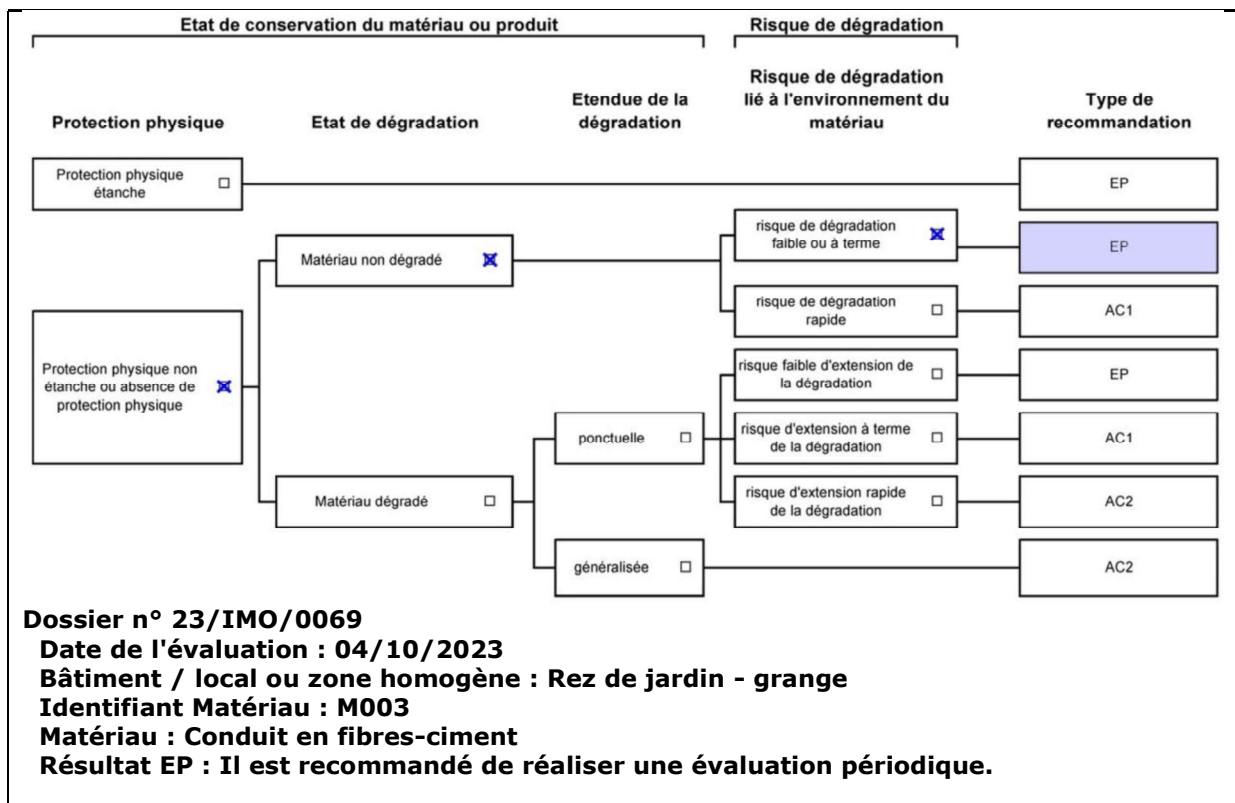 Etat de conservation du matériau ou produit
Risque de dégradation
Protection physique
Etat de dégradation
Etendue de la
dégradation
Risque de dégradation
lié à l'environnement du
matériau
Type de
recommandation
Protection physique
étanche
EP
risque de dégradation
faible ou à terme
EP
Matériau non dégradé
risque de dégradation
rapide
AC1
Protection physique non
étanche ou absence de
protection physique
risque faible d'extension de
la dégradation
EP
ponctuelle
risque d'extension à terme
de la dégradation
AC1
Matériau dégradé
risque d'extension rapide
de la dégradation
AC2
généralisée
AC2
Dossier n° 23/IMO/0069
Date de l'évaluation : 04/10/2023
Bâtiment / local ou zone homogène : Rez de jardin - grange
Identifiant Matériau : M003
Matériau : Conduit en fibres-ciment
Résultat EP : Il est recommandé de réaliser une évaluation périodique.